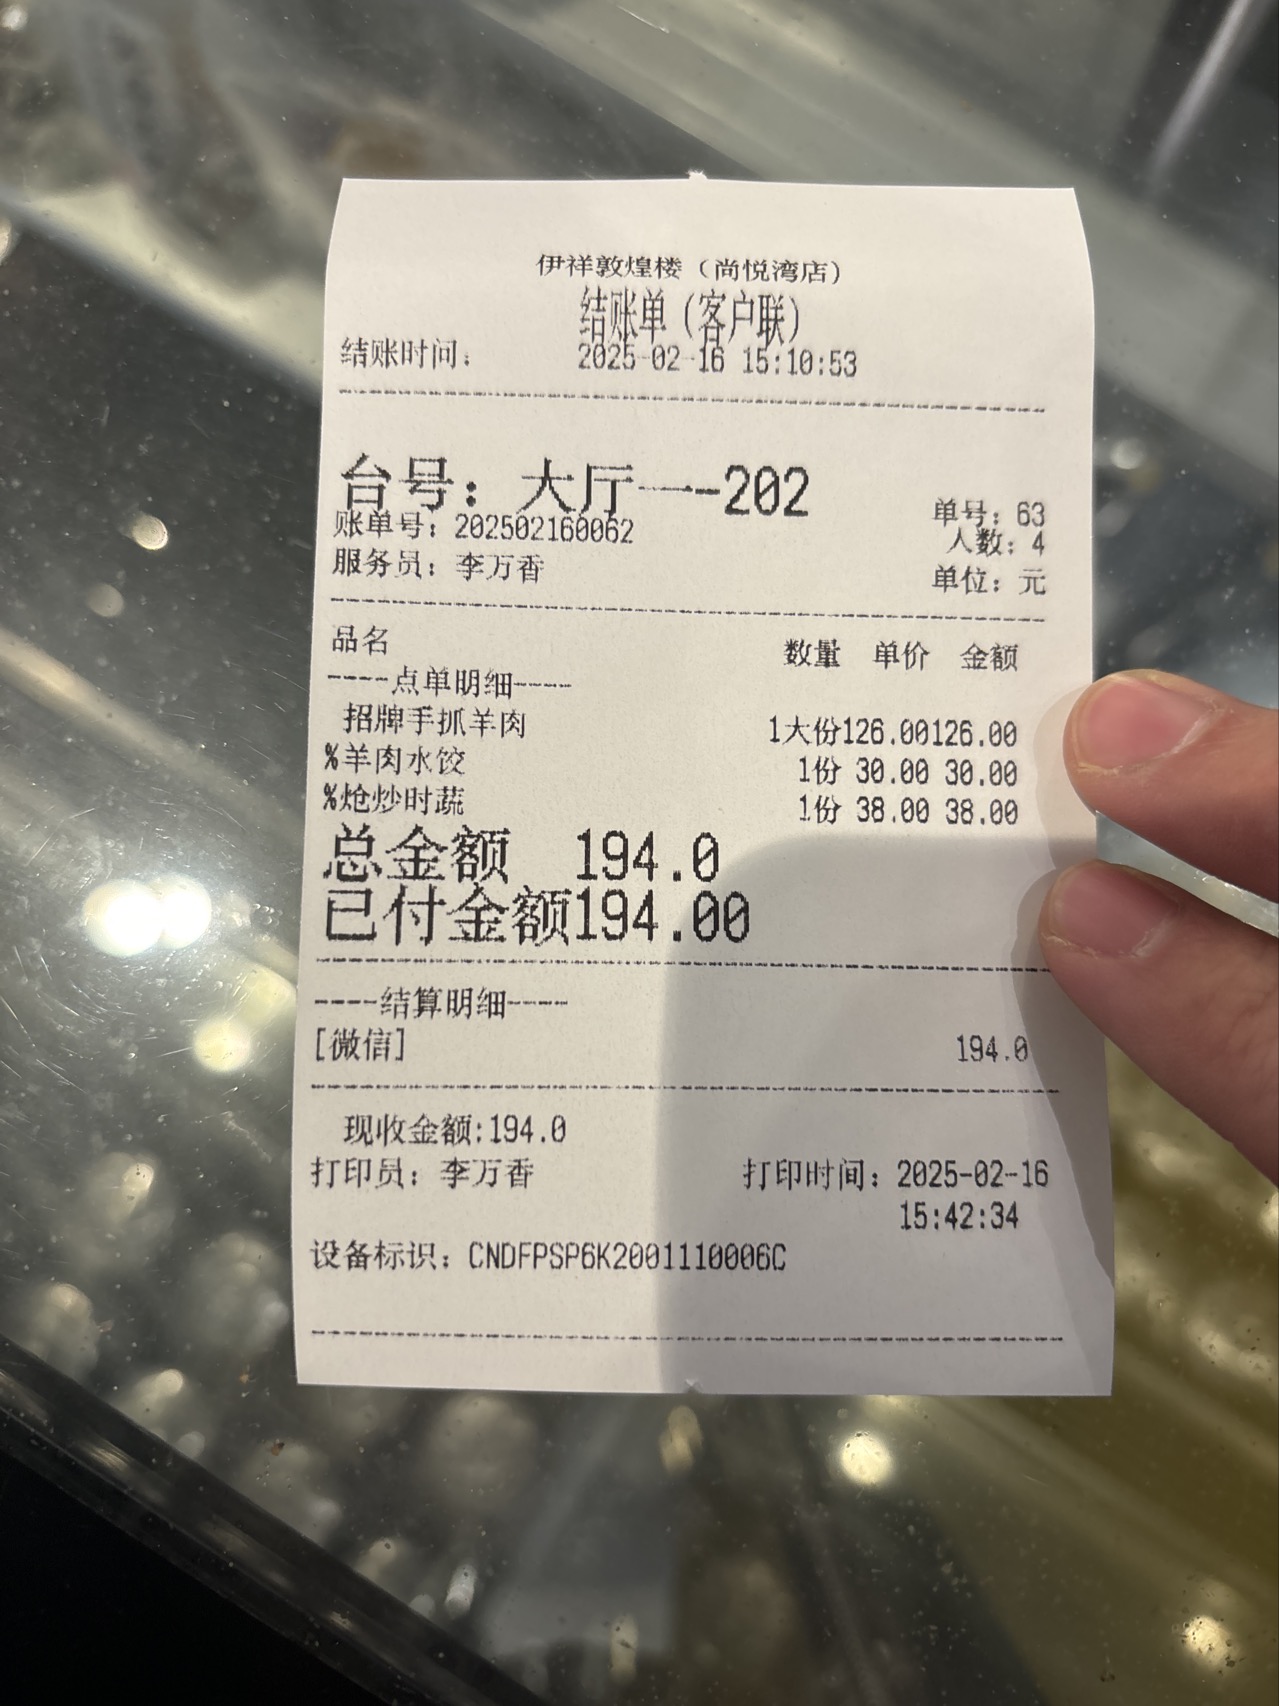 伊祥敦煌楼（尚悦湾店）
结账单（客户联）
结账时间： 2025-02-16 15:10:53
台号：大厅一-202
单号：63
账单号：202502160062
人数：4
服务员：李万香
单位：元
品名 数量 单价 金额
----点单明细----
招牌手抓羊肉 1大份126.00126.00
%羊肉水饺 1份 30.00 30.00
%炝炒时蔬 1份 38.00 38.00
总金额 194.0
已付金额194.00
----结算明细----
[微信] 194.0
现收金额:194.0
打印员：李万香 打印时间：2025-02-16
15:42:34
设备标识：CNDFPSP6K2001110006C